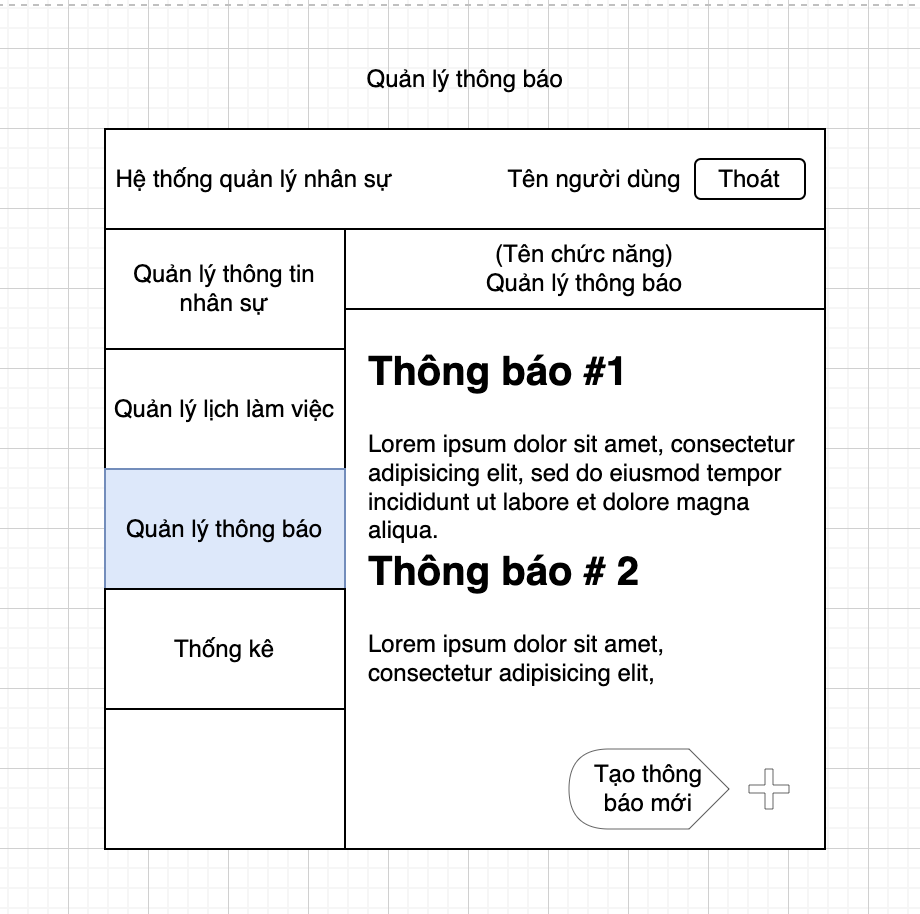 Quản lý thông báo
Hệ thống quản lý nhân sự
Tên người dùng
Thoát
Quản lý thông tin
nhân sự
Quản lý lịch làm việc
Quản lý thông báo
Thống kê
(Tên chức năng)
Quản lý thông báo
Thông báo #1
Lorem ipsum dolor sit amet, consectetur
adipisicing elit, sed do eiusmod tempor
incididunt ut labore et dolore magna
aliqua.
Thông báo # 2
Lorem ipsum dolor sit amet,
consectetur adipisicing elit,
Tạo thông
báo mới